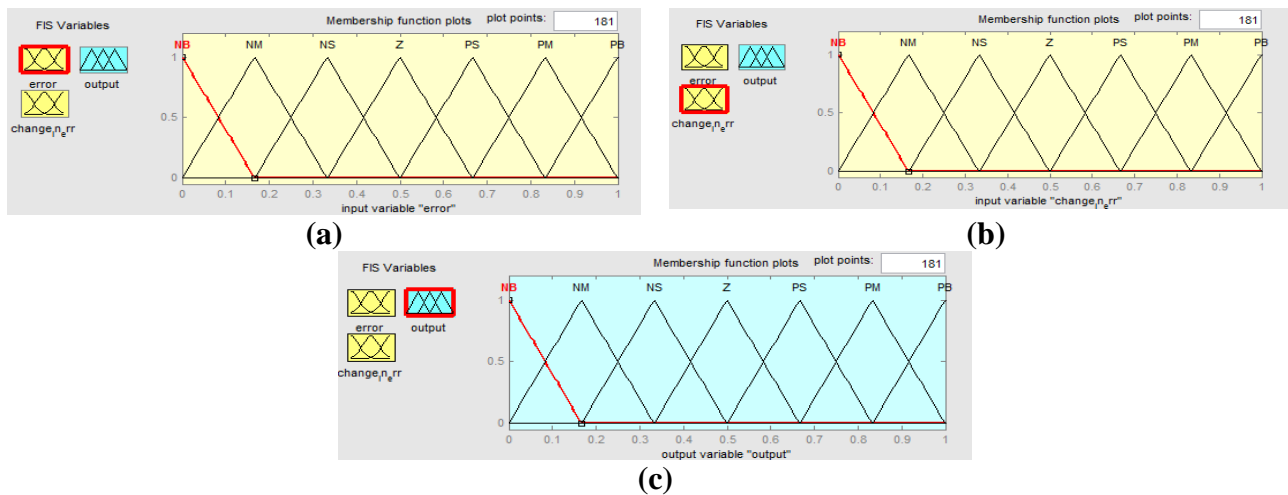 FIS Variables
Membership function plots plot points: 181
NB NM NS Z PS PM PB
error output
changeᵢnₑrr
1
0.5
0
0 0.1 0.2 0.3 0.4 0.5 0.6 0.7 0.8 0.9 1
input variable "error"
(a)
FIS Variables
Membership function plots plot points: 181
NB NM NS Z PS PM PB
error output
changeᵢnₑrr
1
0.5
0
0 0.1 0.2 0.3 0.4 0.5 0.6 0.7 0.8 0.9 1
input variable "changeᵢnₑrr"
(b)
FIS Variables
Membership function plots plot points: 181
NB NM NS Z PS PM PB
error output
changeᵢnₑrr
1
0.5
0
0 0.1 0.2 0.3 0.4 0.5 0.6 0.7 0.8 0.9 1
output variable "output"
(c)